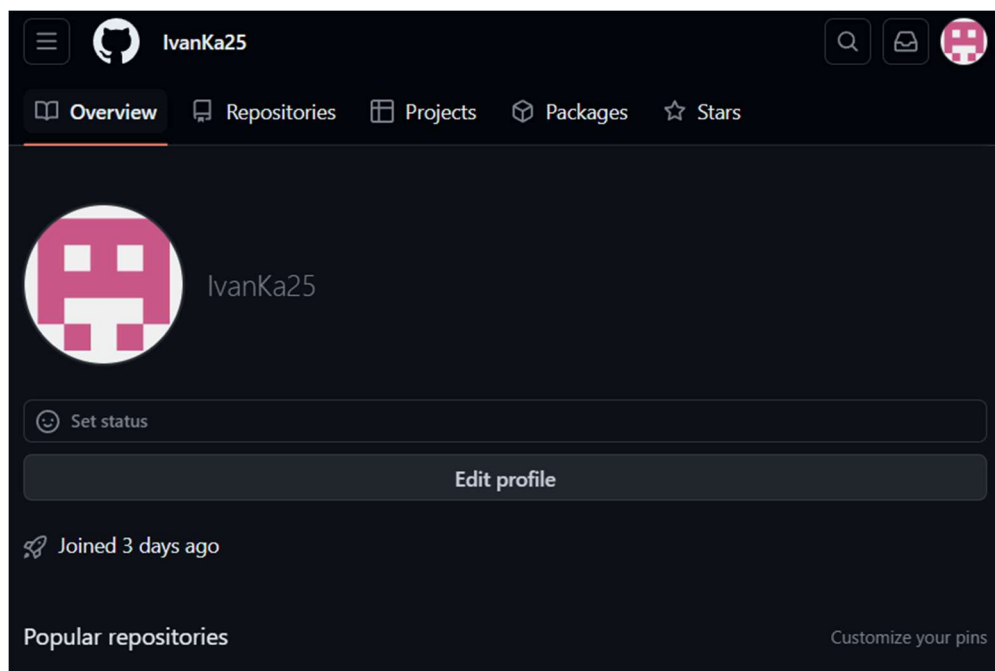 IvanKa25
Overview Repositories Projects Packages Stars
IvanKa25
Set status
Edit profile
Joined 3 days ago
Popular repositories Customize your pins